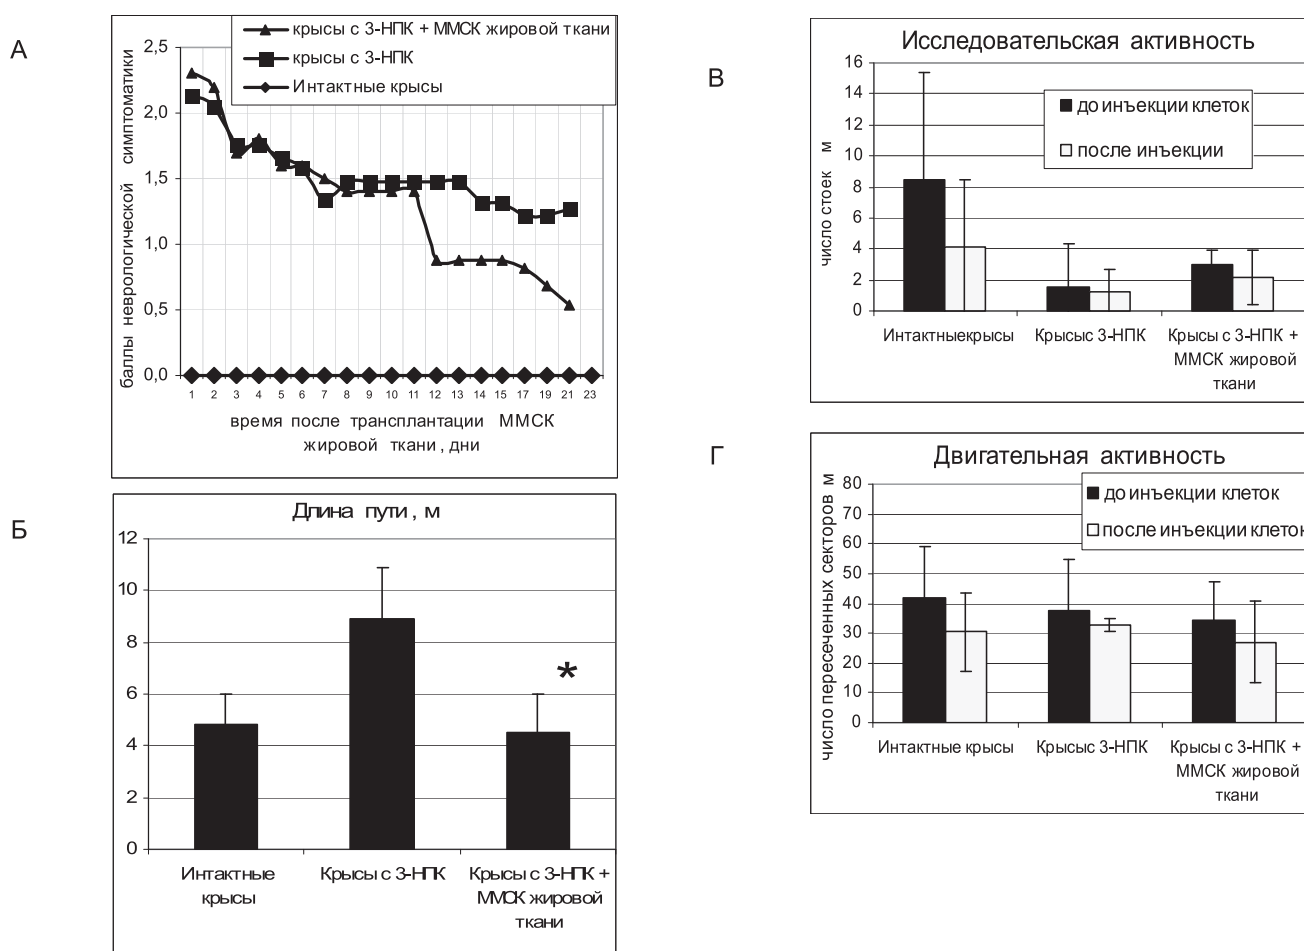 А
крысы с 3-НПК + ММСК жировой ткани
крысы с 3-НПК
Интактные крысы
баллы неврологической симптоматики
2,5
2,0
1,5
1,0
0,5
0,0
1 2 3 4 5 6 7 8 9 10 11 12 13 14 15 17 19 21 23
время после трансплантации ММСК
жировой ткани, дни
Б
Длина пути, м
12
10
8
6
4
2
0
*
Интактные
крысы
Крысы с 3-НПК
Крысы с 3-НПК +
ММСК жировой
ткани
В
Исследовательская активность
число стоек м
16
14
12
10
8
6
4
2
0
до инъекции клеток
после инъекции
Интактныекрысы
Крысыс 3-НПК
Крысы с 3-НПК +
ММСК жировой
ткани
Г
Двигательная активность
число пересеченных секторов м
80
70
60
50
40
30
20
10
0
до инъекции клеток
после инъекции клеток
Интактные крысы
Крысыс 3-НПК
Крысы с 3-НПК +
ММСК жировой
ткани